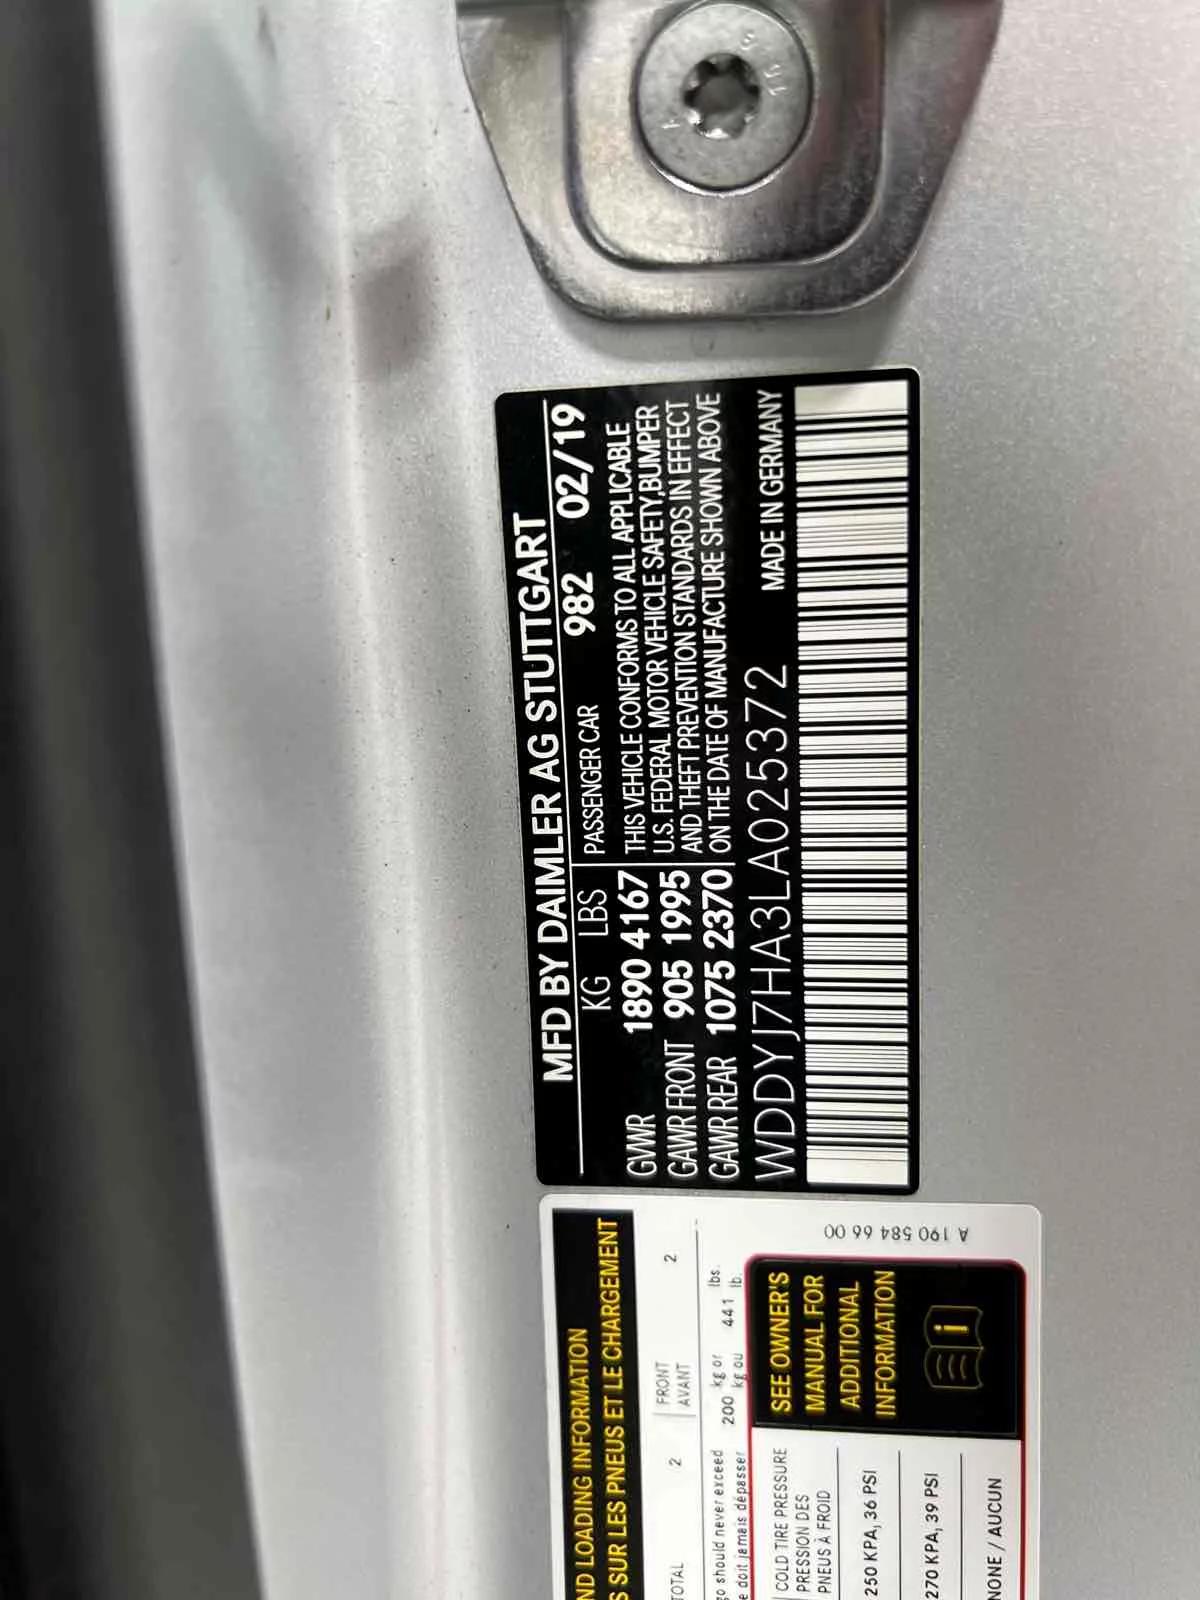 MFD BY DAIMLER AG STUTTGART
KG LBS PASSENGER CAR 982 02/19
GVWR 1890 4167
GAWR FRONT 905 1995
GAWR REAR 1075 2370
THIS VEHICLE CONFORMS TO ALL APPLICABLE
U.S. FEDERAL MOTOR VEHICLE SAFETY,BUMPER
AND THEFT PREVENTION STANDARDS IN EFFECT
ON THE DATE OF MANUFACTURE SHOWN ABOVE
WDDYJ7HA3LA025372 MADE IN GERMANY
ND LOADING INFORMATION
S SUR LES PNEUS ET LE CHARGEMENT
TOTAL 2 FRONT 2
AVANT
go should never exceed 200 kg or 441 lbs.
e doit jamais dépasser kg ou lb.
COLD TIRE PRESSURE
PRESSION DES
PNEUS À FROID
250 KPA, 36 PSI
270 KPA, 39 PSI
NONE / AUCUN
SEE OWNER'S
MANUAL FOR
ADDITIONAL
INFORMATION
A 190 584 66 00